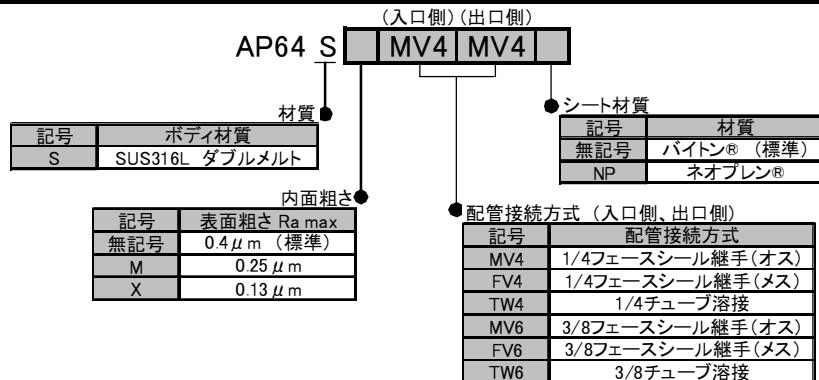 (入口側)(出口側)
AP64 S MV4 MV4
材質
記号 ボディ材質
S SUS316L ダブルメルト
シート材質
記号 材質
無記号 バイトン® (標準)
NP ネオプレン®
内面粗さ
記号 表面粗さ Ra max
無記号 0.4μm (標準)
M 0.25μm
X 0.13μm
配管接続方式 (入口側、出口側)
記号 配管接続方式
MV4 1/4フェースシール継手(オス)
FV4 1/4フェースシール継手(メス)
TW4 1/4チューブ溶接
MV6 3/8フェースシール継手(オス)
FV6 3/8フェースシール継手(メス)
TW6 3/8チューブ溶接